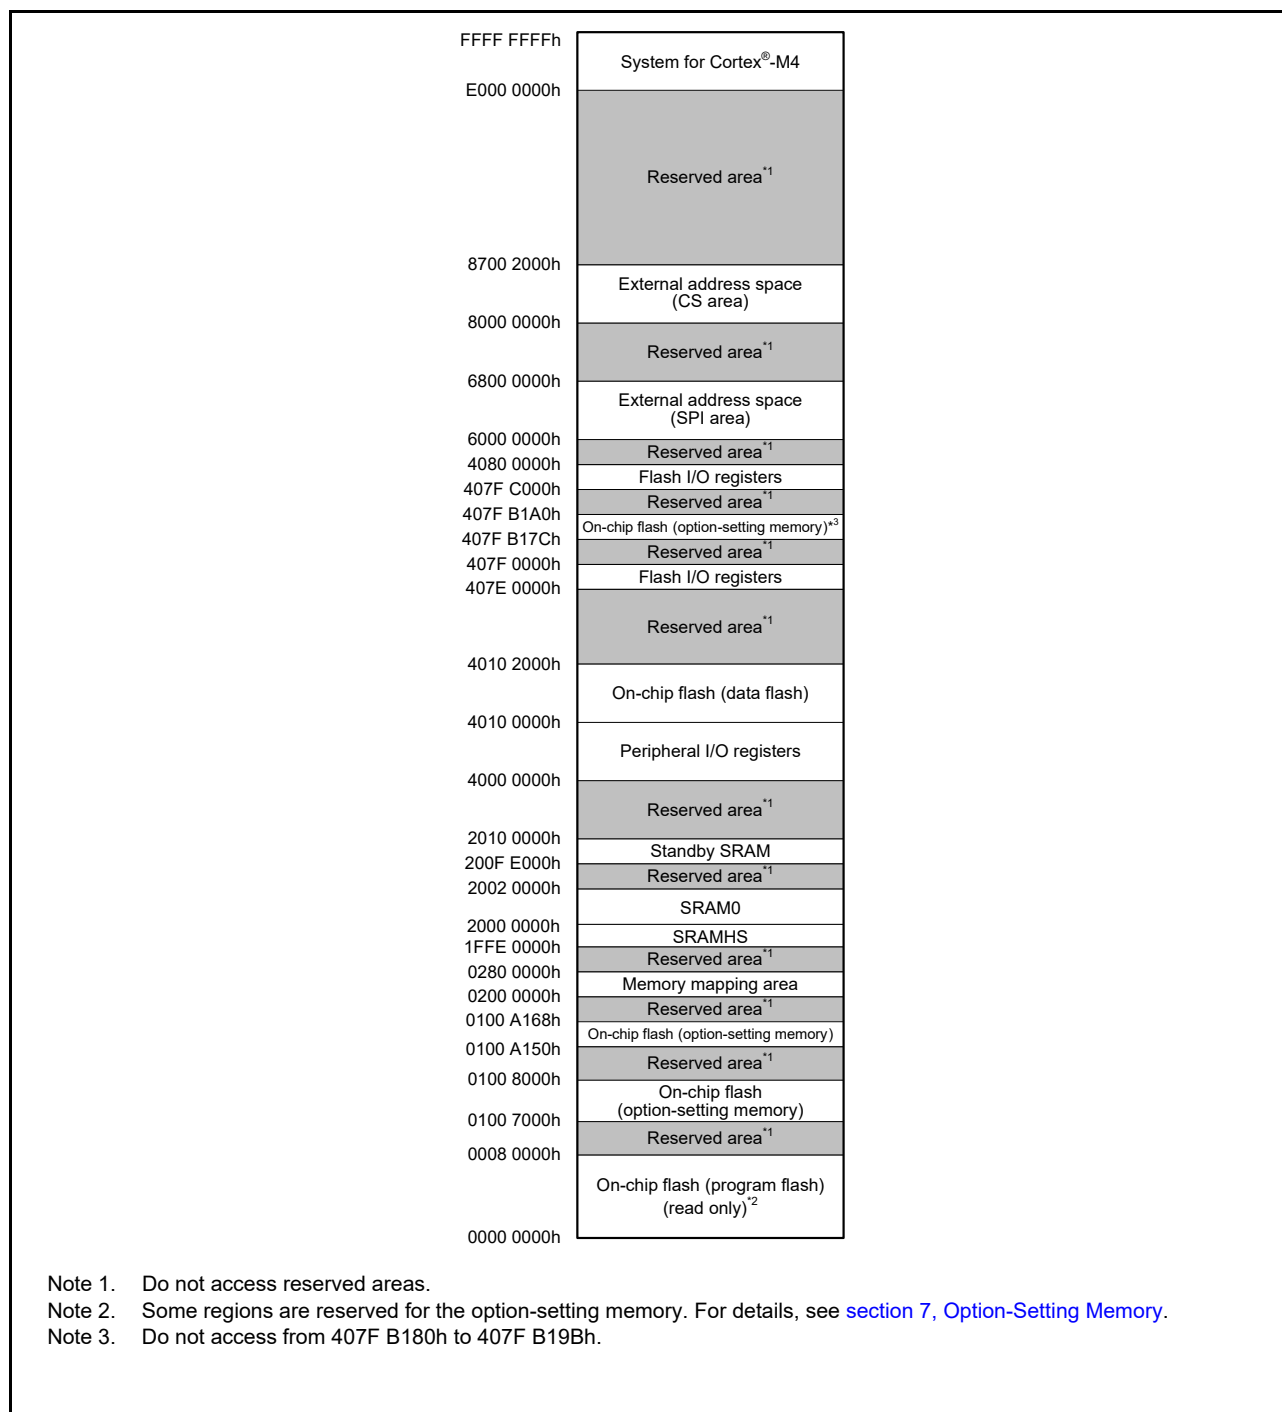 FFFF FFFFh
System for Cortex®-M4
E000 0000h
Reserved area*1
8700 2000h
External address space
(CS area)
8000 0000h
Reserved area*1
6800 0000h
External address space
(SPI area)
6000 0000h
Reserved area*1
4080 0000h
Flash I/O registers
407F C000h
Reserved area*1
407F B1A0h
On-chip flash (option-setting memory)*3
407F B17Ch
Reserved area*1
407F 0000h
Flash I/O registers
407E 0000h
Reserved area*1
4010 2000h
On-chip flash (data flash)
4010 0000h
Peripheral I/O registers
4000 0000h
Reserved area*1
2010 0000h
Standby SRAM
200F E000h
Reserved area*1
2002 0000h
SRAM0
2000 0000h
SRAMHS
1FFE 0000h
Reserved area*1
0280 0000h
Memory mapping area
0200 0000h
Reserved area*1
0100 A168h
On-chip flash (option-setting memory)
0100 A150h
Reserved area*1
0100 8000h
On-chip flash
(option-setting memory)
0100 7000h
Reserved area*1
0008 0000h
On-chip flash (program flash)
(read only)*2
0000 0000h
Note 1. Do not access reserved areas.
Note 2. Some regions are reserved for the option-setting memory. For details, see section 7, Option-Setting Memory.
Note 3. Do not access from 407F B180h to 407F B19Bh.